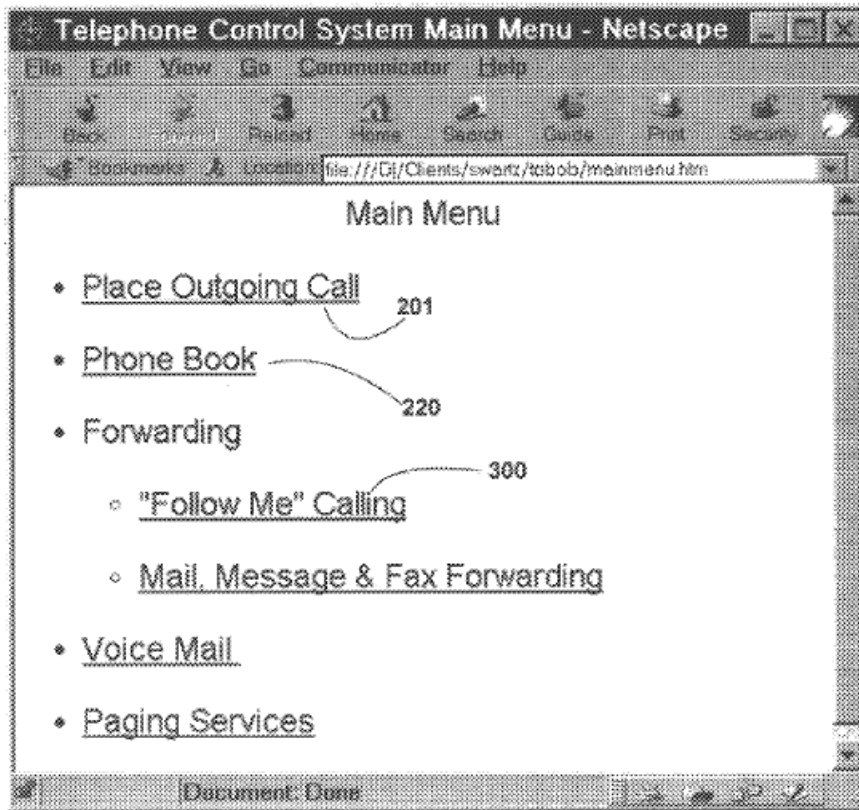 Telephone Control System Main Menu - Netscape
File Edit View Go Communicator Help
Back Forward Reload Home Search Guide Print Security
Bookmarks Location: file:///D|/Clients/swartz/tcbob/mainmenu.htm
Main Menu
• Place Outgoing Call
201
• Phone Book
220
• Forwarding
300
○ "Follow Me" Calling
○ Mail, Message & Fax Forwarding
• Voice Mail
• Paging Services
Document: Done